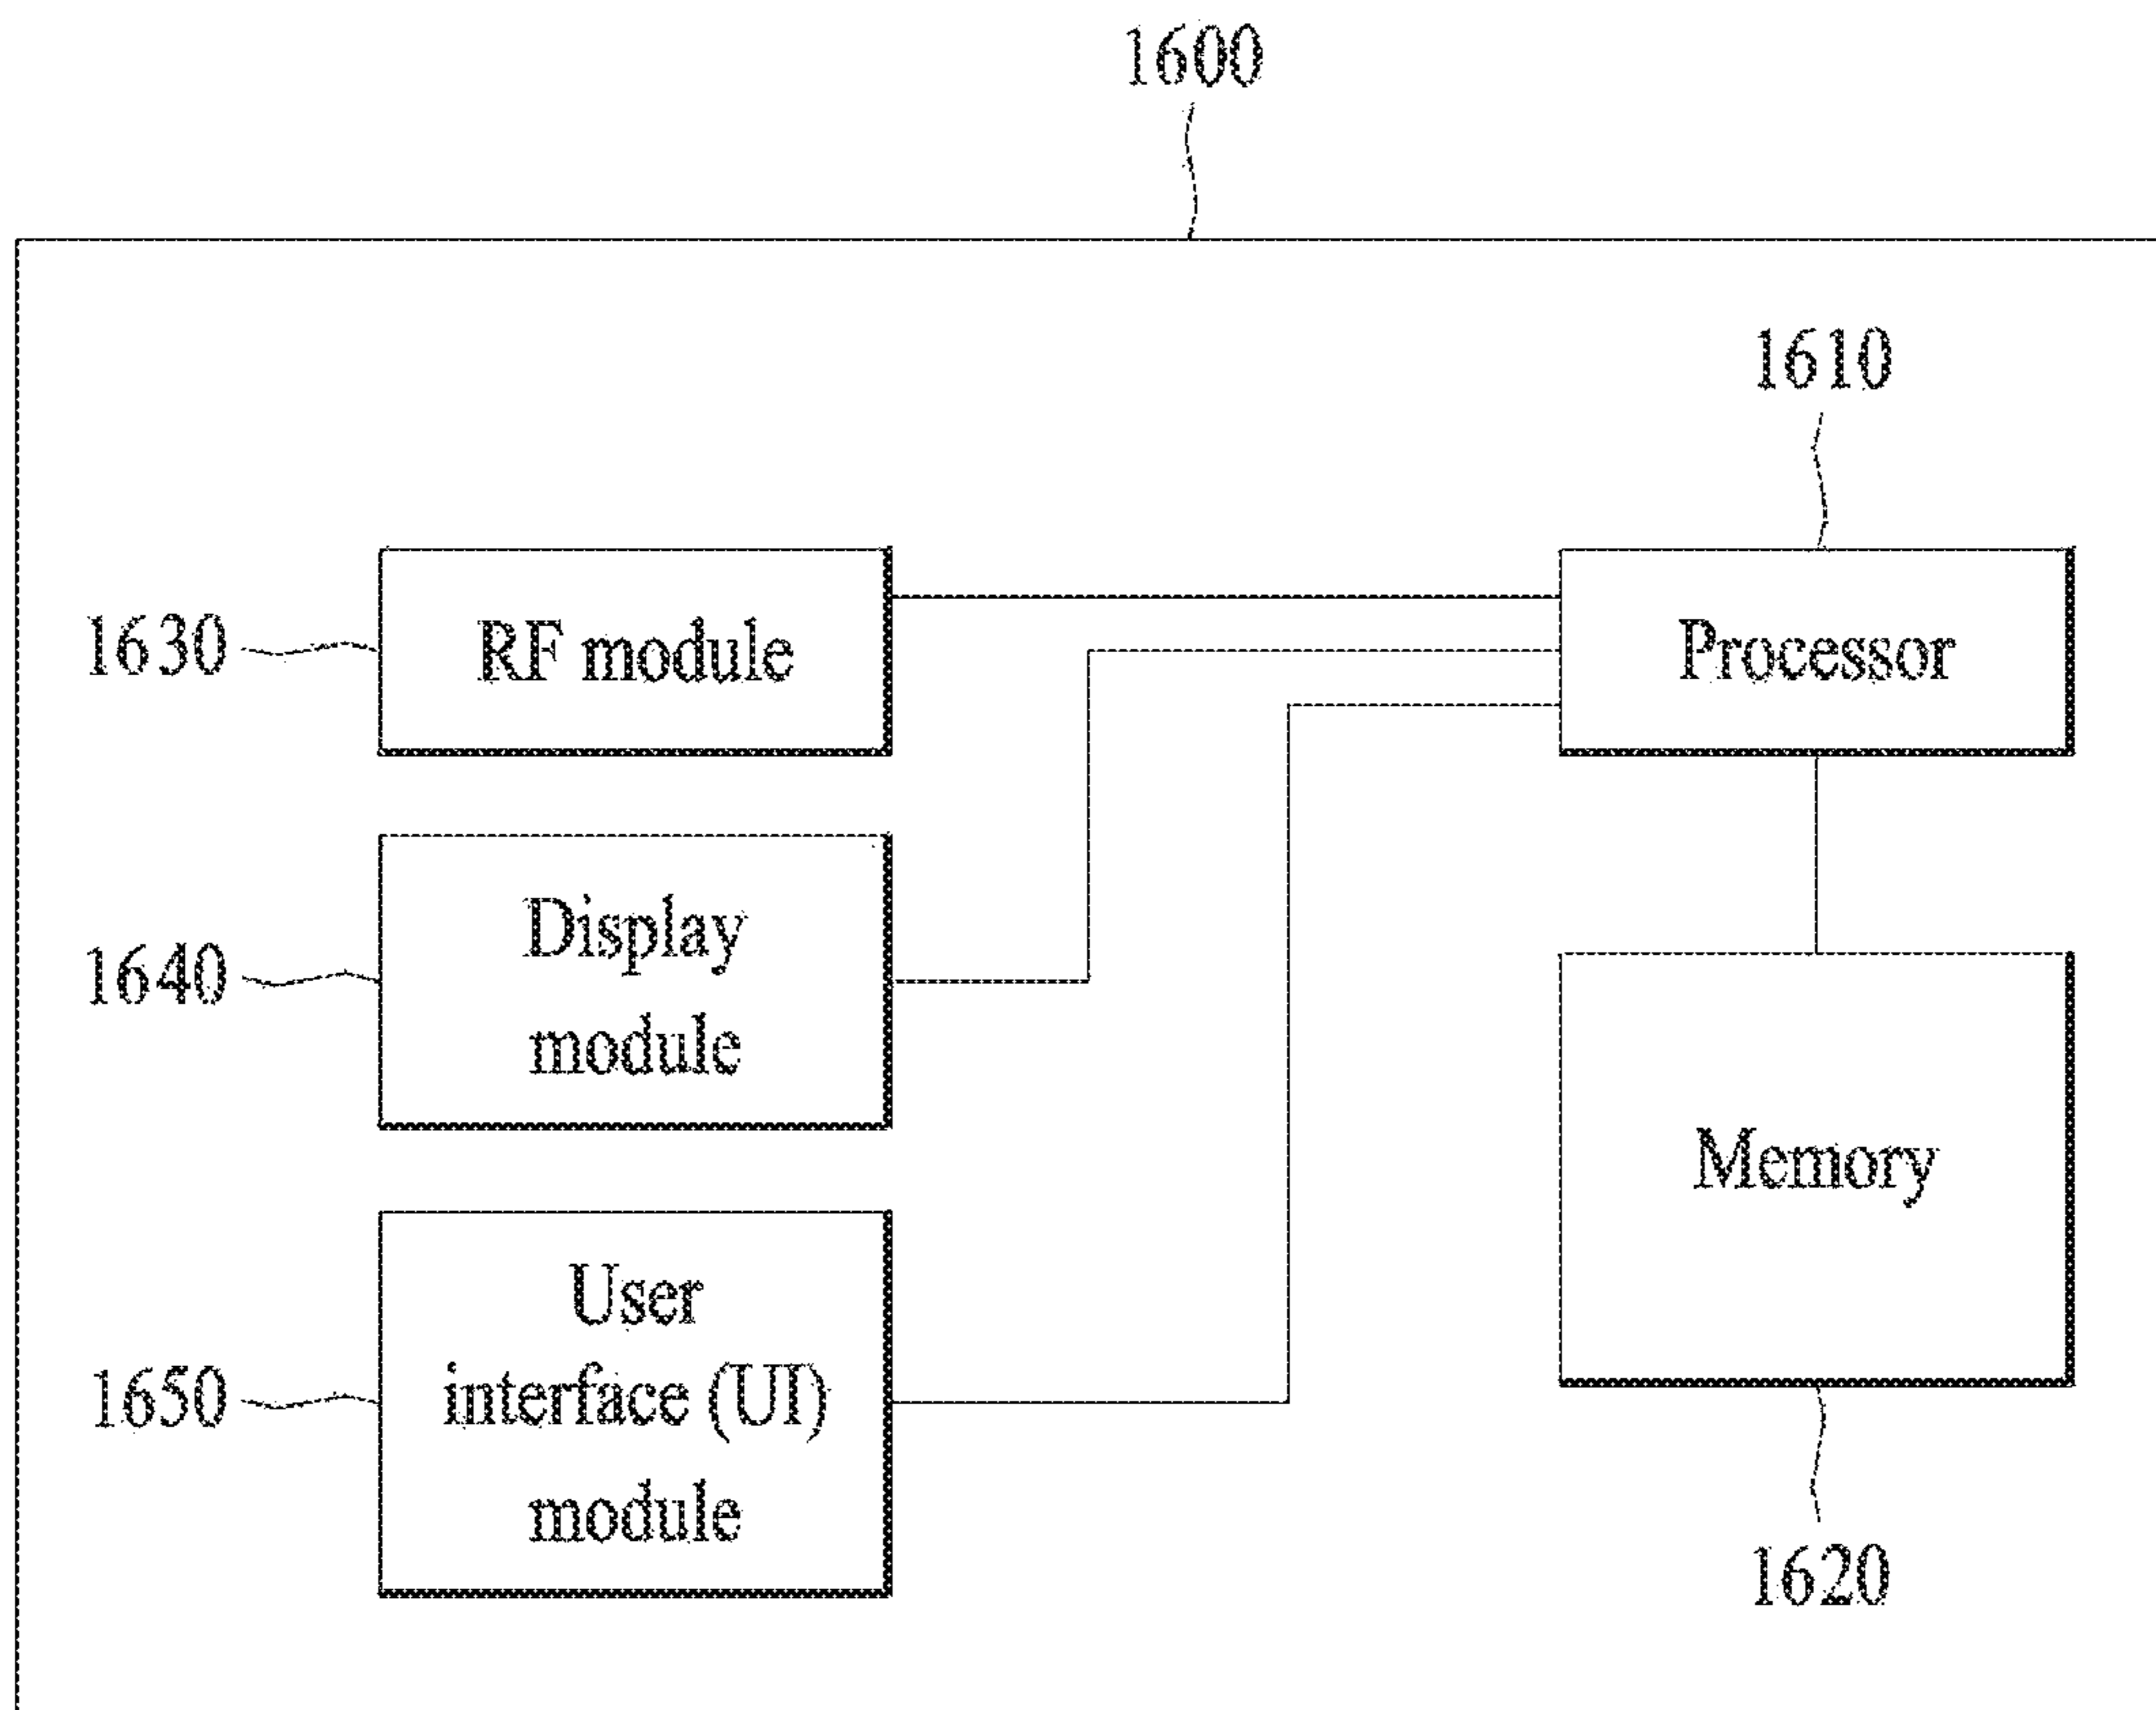 1600
1610
1630
RF module
Processor
1640
Display
module
Memory
1650
User
interface (UI)
module
1620